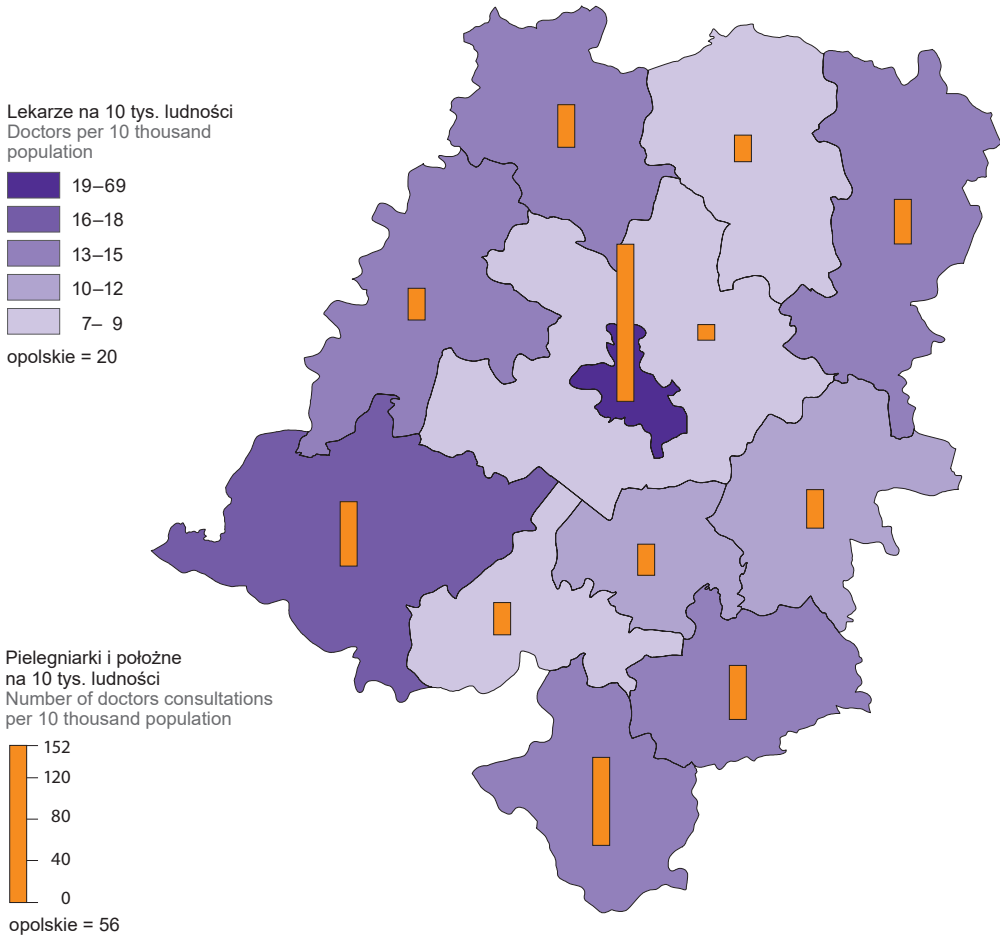 Lekarze na 10 tys. ludności
Doctors per 10 thousand
population
19–69
16–18
13–15
10–12
7– 9
opolskie = 20
Pielegniarki i położne
na 10 tys. ludności
Number of doctors consultations
per 10 thousand population
152
120
80
40
0
opolskie = 56